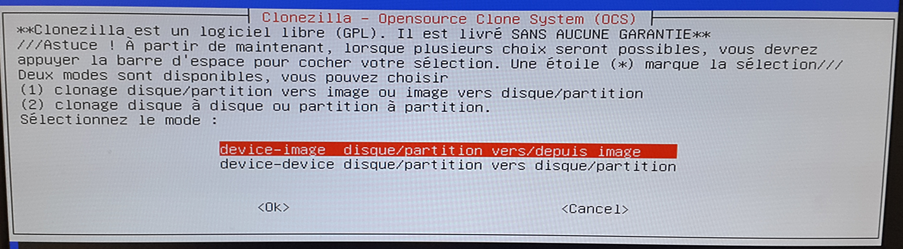 Clonezilla - Opensource Clone System (OCS)
**Clonezilla est un logiciel libre (GPL). Il est livré SANS AUCUNE GARANTIE**
///Astuce ! À partir de maintenant, lorsque plusieurs choix seront possibles, vous devrez
appuyer la barre d'espace pour cocher votre sélection. Une étoile (*) marque la sélection///
Deux modes sont disponibles, vous pouvez choisir
(1) clonage disque/partition vers image ou image vers disque/partition
(2) clonage disque à disque ou partition à partition.
Sélectionnez le mode :
device-image disque/partition vers/depuis image
device-device disque/partition vers disque/partition
<Ok> <Cancel>